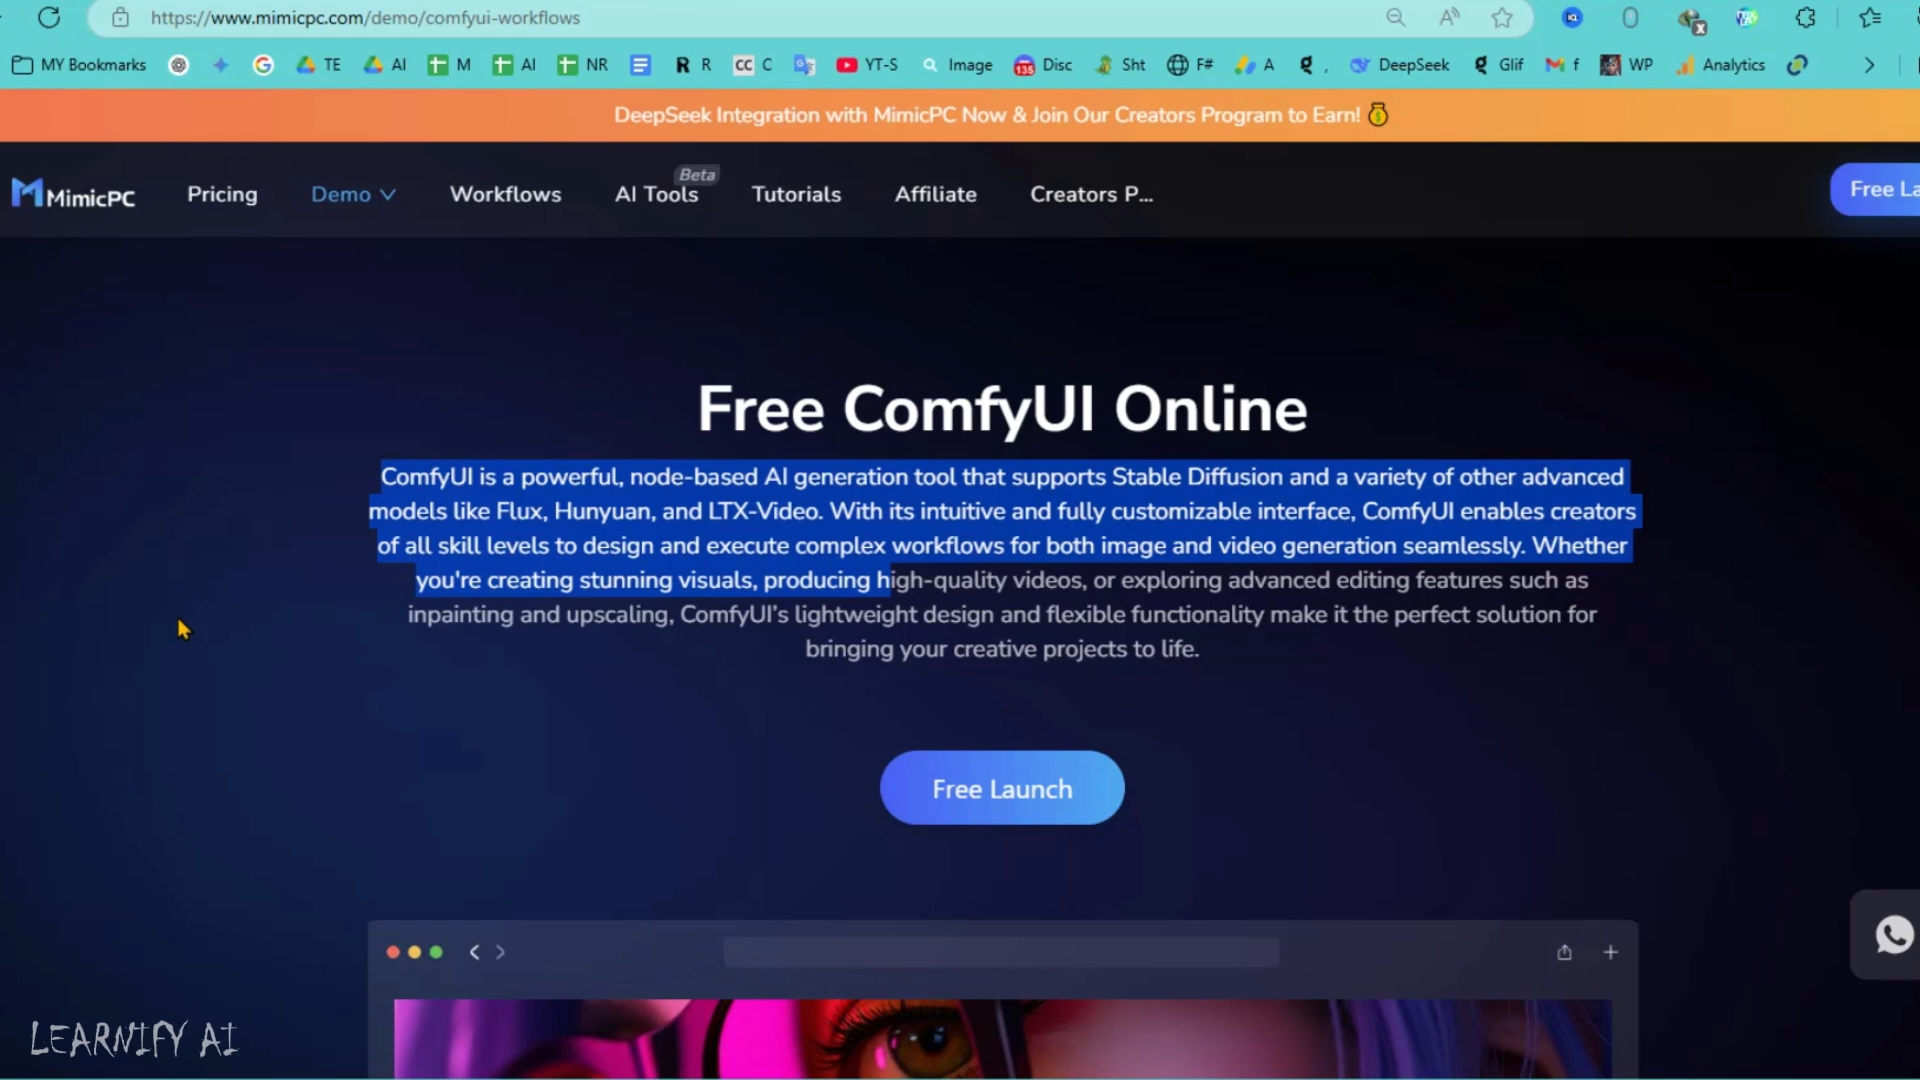 https://www.mimicpc.com/demo/comfyui-workflows
MY Bookmarks TE AI M AI NR R R CC C YT-S Image 135 Disc Sht F# A g , DeepSeek g Glif f WP Analytics
DeepSeek Integration with MimicPC Now & Join Our Creators Program to Earn!
MimicPC Pricing Demo Workflows AI Tools Beta Tutorials Affiliate Creators P... Free La
Free ComfyUI Online
ComfyUI is a powerful, node-based AI generation tool that supports Stable Diffusion and a variety of other advanced
models like Flux, Hunyuan, and LTX-Video. With its intuitive and fully customizable interface, ComfyUI enables creators
of all skill levels to design and execute complex workflows for both image and video generation seamlessly. Whether
you're creating stunning visuals, producing high-quality videos, or exploring advanced editing features such as
inpainting and upscaling, ComfyUI’s lightweight design and flexible functionality make it the perfect solution for
bringing your creative projects to life.
Free Launch
LEARNIFY AI